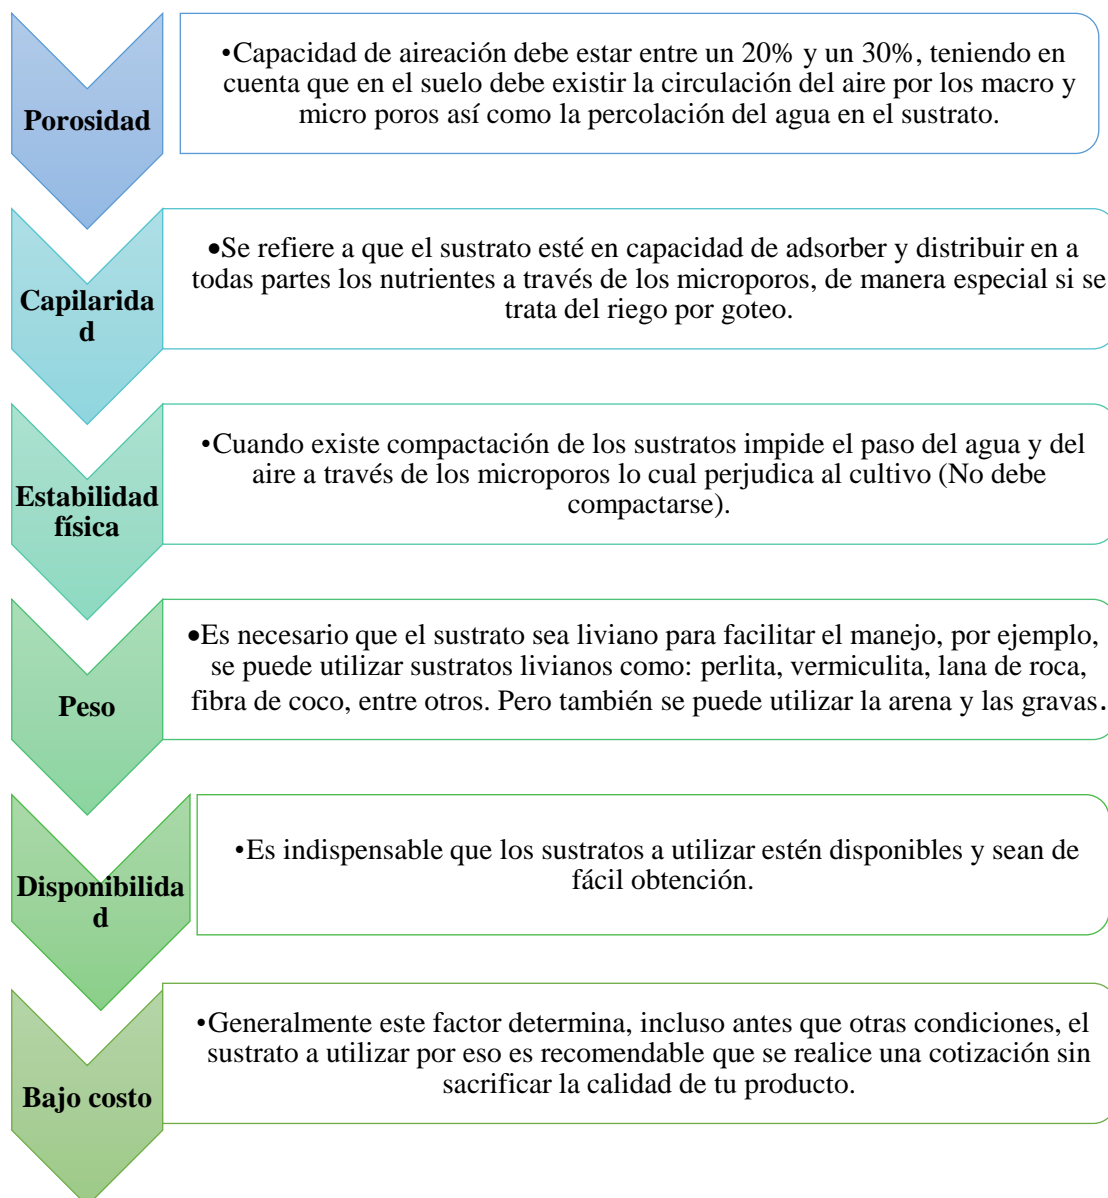 Porosidad
•Capacidad de aireación debe estar entre un 20% y un 30%, teniendo en
cuenta que en el suelo debe existir la circulación del aire por los macro y
micro poros así como la percolación del agua en el sustrato.
Capilarida
d
•Se refiere a que el sustrato esté en capacidad de adsorber y distribuir en a
todas partes los nutrientes a través de los microporos, de manera especial si se
trata del riego por goteo.
Estabilidad
física
•Cuando existe compactación de los sustratos impide el paso del agua y del
aire a través de los microporos lo cual perjudica al cultivo (No debe
compactarse).
Peso
•Es necesario que el sustrato sea liviano para facilitar el manejo, por ejemplo,
se puede utilizar sustratos livianos como: perlita, vermiculita, lana de roca,
fibra de coco, entre otros. Pero también se puede utilizar la arena y las gravas.
Disponibilida
d
•Es indispensable que los sustratos a utilizar estén disponibles y sean de
fácil obtención.
Bajo costo
•Generalmente este factor determina, incluso antes que otras condiciones, el
sustrato a utilizar por eso es recomendable que se realice una cotización sin
sacrificar la calidad de tu producto.